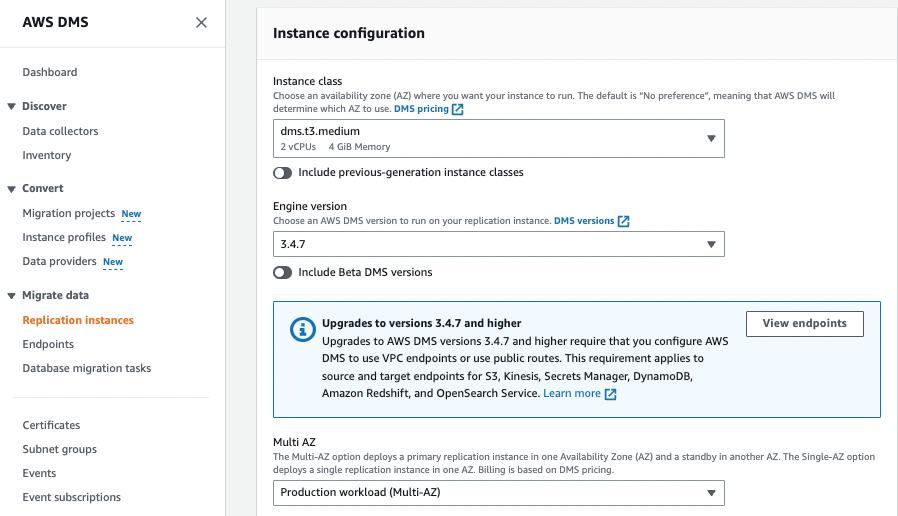 AWS DMS
Dashboard
Discover
Data collectors
Inventory
Convert
Migration projects New
Instance profiles New
Data providers New
Migrate data
Replication instances
Endpoints
Database migration tasks
Certificates
Subnet groups
Events
Event subscriptions
Instance configuration
Instance class
Choose an availability zone (AZ) where you want your instance to run. The default is “No preference”, meaning that AWS DMS will
determine which AZ to use. DMS pricing
dms.t3.medium
2 vCPUs 4 GiB Memory
Include previous-generation instance classes
Engine version
Choose an AWS DMS version to run on your replication instance. DMS versions
3.4.7
Include Beta DMS versions
Upgrades to versions 3.4.7 and higher
View endpoints
Upgrades to AWS DMS versions 3.4.7 and higher require that you configure AWS
DMS to use VPC endpoints or use public routes. This requirement applies to
source and target endpoints for S3, Kinesis, Secrets Manager, DynamoDB,
Amazon Redshift, and OpenSearch Service. Learn more
Multi AZ
The Multi-AZ option deploys a primary replication instance in one Availability Zone (AZ) and a standby in another AZ. The Single-AZ option
deploys a single replication instance in one AZ. Billing is based on DMS pricing.
Production workload (Multi-AZ)